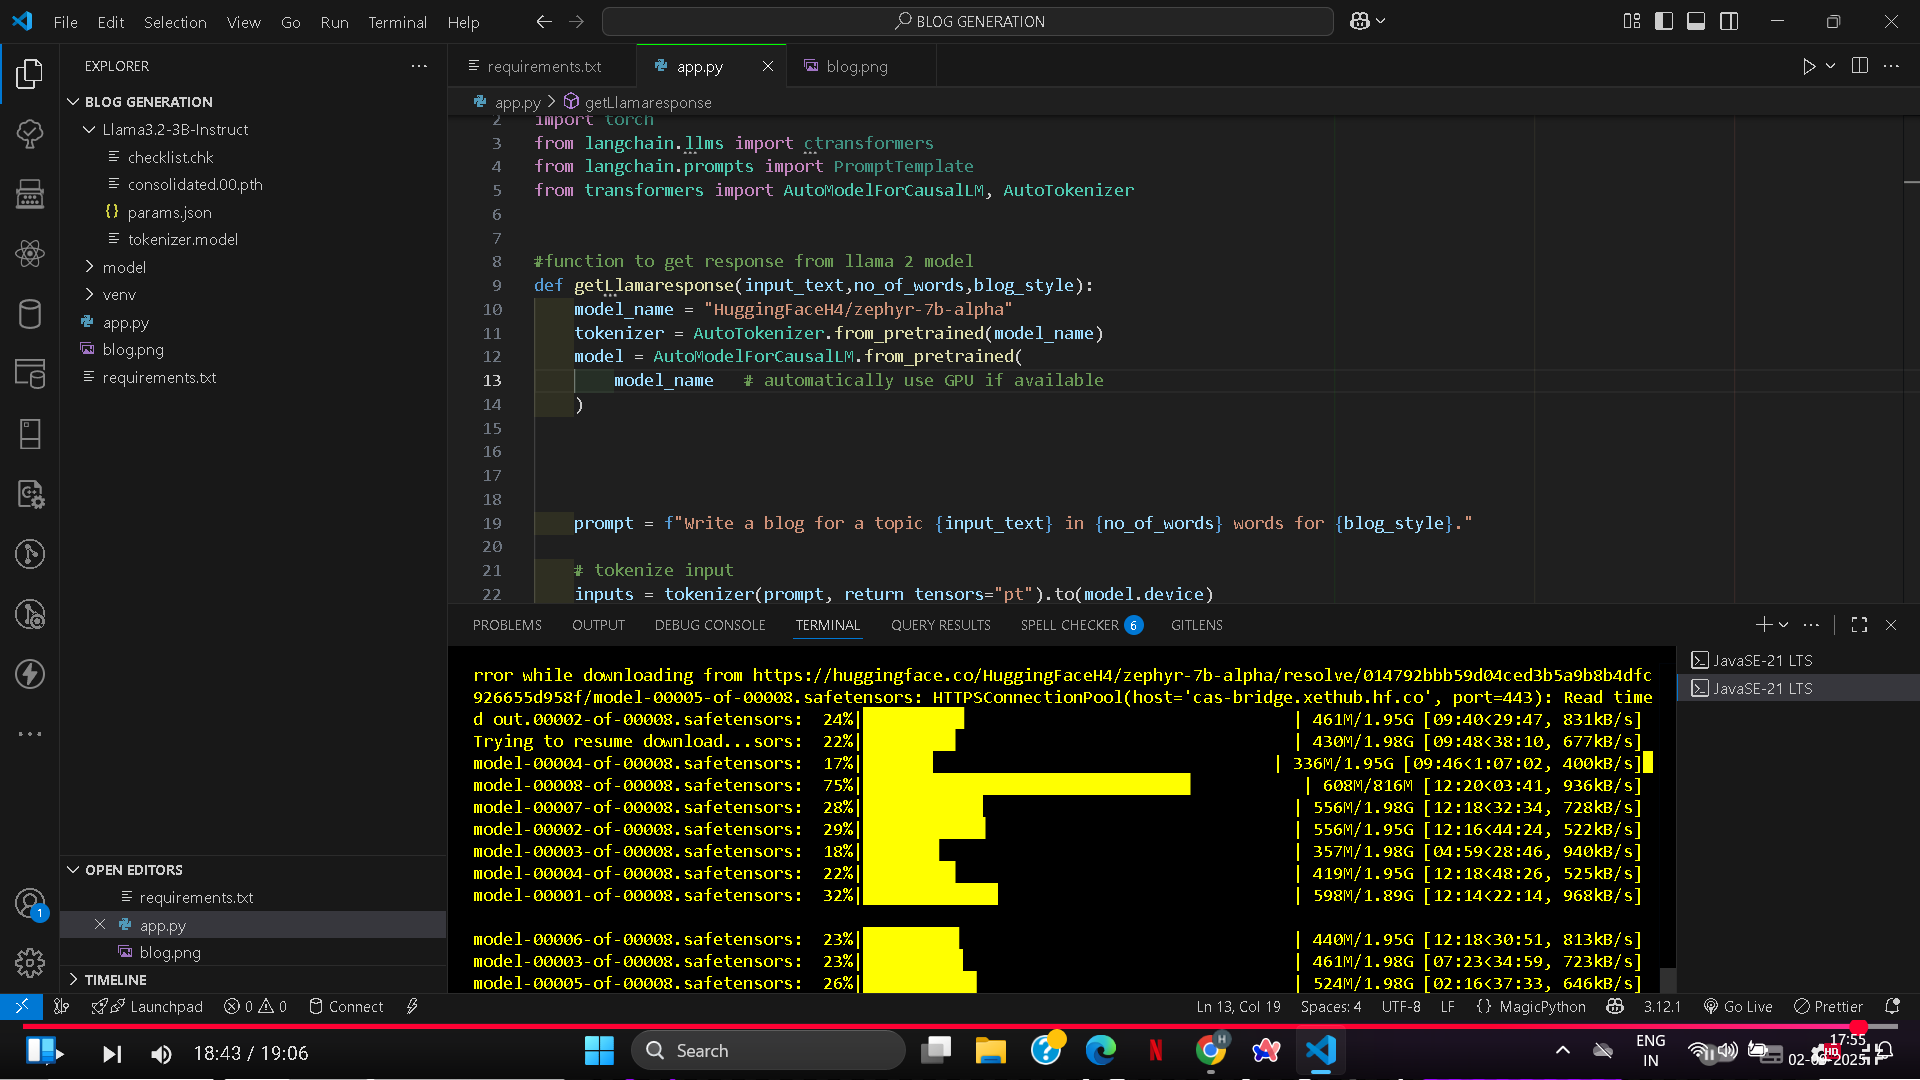 File Edit Selection View Go Run Terminal Help
BLOG GENERATION
EXPLORER
BLOG GENERATION
Llama3.2-3B-Instruct
checklist.chk
consolidated.00.pth
params.json
tokenizer.model
model
venv
app.py
blog.png
requirements.txt
OPEN EDITORS
requirements.txt
app.py
blog.png
TIMELINE
requirements.txt app.py blog.png
app.py > getLlamaresponse
2 import torch
3 from langchain.llms import ctransformers
4 from langchain.prompts import PromptTemplate
5 from transformers import AutoModelForCausalLM, AutoTokenizer
6
7
8 #function to get response from llama 2 model
9 def getLlamaresponse(input_text,no_of_words,blog_style):
10 model_name = "HuggingFaceH4/zephyr-7b-alpha"
11 tokenizer = AutoTokenizer.from_pretrained(model_name)
12 model = AutoModelForCausalLM.from_pretrained(
13 model_name # automatically use GPU if available
14 )
15
16
17
18
19 prompt = f"Write a blog for a topic {input_text} in {no_of_words} words for {blog_style}."
20
21 # tokenize input
22 inputs = tokenizer(prompt, return_tensors="pt").to(model.device)
PROBLEMS OUTPUT DEBUG CONSOLE TERMINAL QUERY RESULTS SPELL CHECKER 6 GITLENS
rror while downloading from https://huggingface.co/HuggingFaceH4/zephyr-7b-alpha/resolve/014792bbb59d04ced3b5a9b8b4dfc
926655d958f/model-00005-of-00008.safetensors: HTTPSConnectionPool(host='cas-bridge.xethub.hf.co', port=443): Read time
d out.00002-of-00008.safetensors: 24%| | 461M/1.95G [09:40<29:47, 831kB/s]
Trying to resume download...sors: 22%| | 430M/1.98G [09:48<38:10, 677kB/s]
model-00004-of-00008.safetensors: 17%| | 336M/1.95G [09:46<1:07:02, 400kB/s]
model-00008-of-00008.safetensors: 75%| | 608M/816M [12:20<03:41, 936kB/s]
model-00007-of-00008.safetensors: 28%| | 556M/1.98G [12:18<32:34, 728kB/s]
model-00002-of-00008.safetensors: 29%| | 556M/1.95G [12:16<44:24, 522kB/s]
model-00003-of-00008.safetensors: 18%| | 357M/1.98G [04:59<28:46, 940kB/s]
model-00004-of-00008.safetensors: 22%| | 419M/1.95G [12:18<48:26, 525kB/s]
model-00001-of-00008.safetensors: 32%| | 598M/1.89G [12:14<22:14, 968kB/s]
model-00006-of-00008.safetensors: 23%| | 440M/1.95G [12:18<30:51, 813kB/s]
model-00003-of-00008.safetensors: 23%| | 461M/1.98G [07:23<34:59, 723kB/s]
model-00005-of-00008.safetensors: 26%| | 524M/1.98G [02:16<37:33, 646kB/s]
JavaSE-21 LTS
JavaSE-21 LTS
1
Launchpad 0 0 Connect Ln 13, Col 19 Spaces: 4 UTF-8 LF {} MagicPython 3.12.1 Go Live Prettier
18:43 / 19:06
Search
ENG
IN
17:55
HD